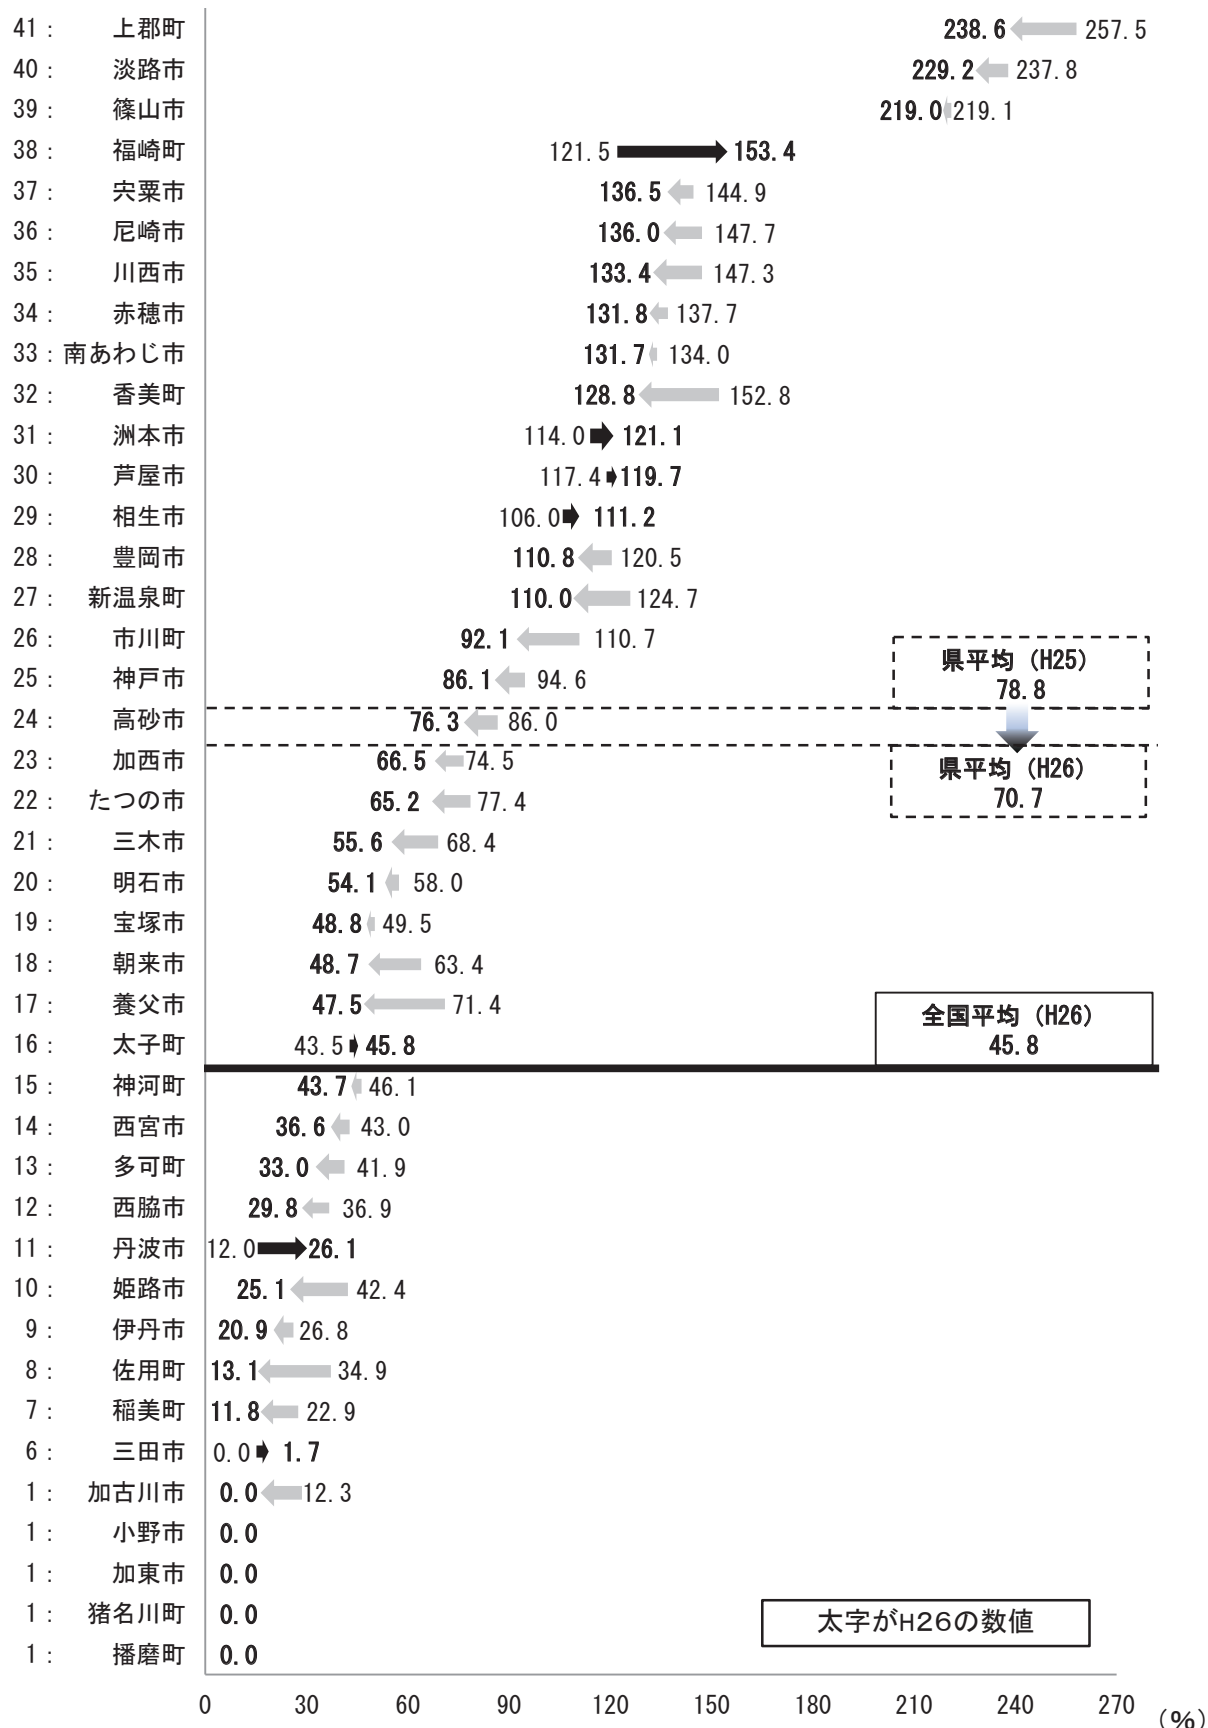 41： 上郡町 238.6 257.5
40： 淡路市 229.2 237.8
39： 篠山市 219.0 219.1
38： 福崎町 121.5 153.4
37： 宍粟市 136.5 144.9
36： 尼崎市 136.0 147.7
35： 川西市 133.4 147.3
34： 赤穂市 131.8 137.7
33： 南あわじ市 131.7 134.0
32： 香美町 128.8 152.8
31： 洲本市 114.0 121.1
30： 芦屋市 117.4 119.7
29： 相生市 106.0 111.2
28： 豊岡市 110.8 120.5
27： 新温泉町 110.0 124.7
26： 市川町 92.1 110.7
県平均（H25）
25： 神戸市 86.1 94.6
78.8
24： 高砂市 76.3 86.0
23： 加西市 66.5 74.5
県平均（H26）
22： たつの市 65.2 77.4
70.7
21： 三木市 55.6 68.4
20： 明石市 54.1 58.0
19： 宝塚市 48.8 49.5
18： 朝来市 48.7 63.4
17： 養父市 47.5 71.4
全国平均（H26）
16： 太子町 43.5 45.8
45.8
15： 神河町 43.7 46.1
14： 西宮市 36.6 43.0
13： 多可町 33.0 41.9
12： 西脇市 29.8 36.9
11： 丹波市 12.0 26.1
10： 姫路市 25.1 42.4
9： 伊丹市 20.9 26.8
8： 佐用町 13.1 34.9
7： 稲美町 11.8 22.9
6： 三田市 0.0 1.7
1： 加古川市 0.0 12.3
1： 小野市 0.0
1： 加東市 0.0
1： 猪名川町 0.0
太字がH26の数値
1： 播磨町 0.0
0 30 60 90 120 150 180 210 240 270
（%）